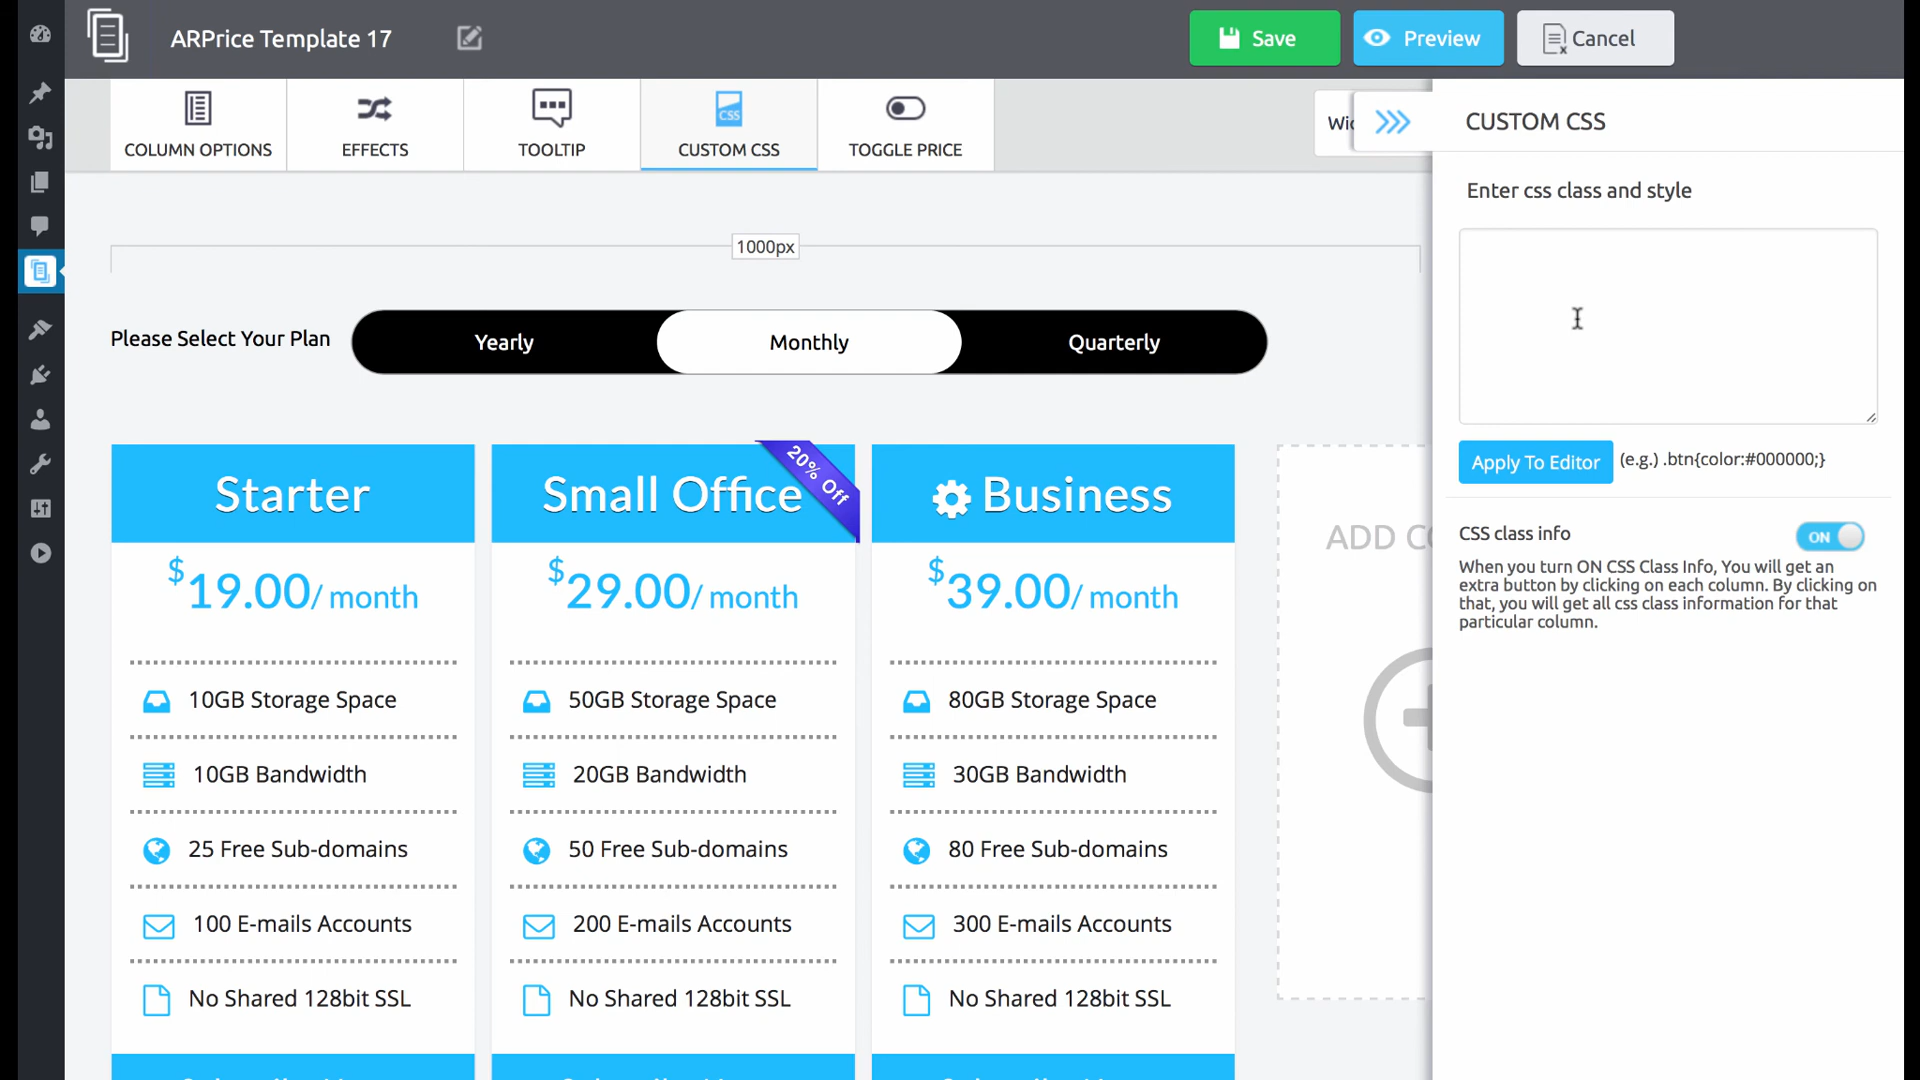 ARPrice Template 17
Save
Preview
Cancel
COLUMN OPTIONS
EFFECTS
TOOLTIP
CSS
CUSTOM CSS
TOGGLE PRICE
CUSTOM CSS
Enter css class and style
1000px
Please Select Your Plan
Yearly
Monthly
Quarterly
Apply To Editor
(e.g.) .btn{color:#000000;}
CSS class info
ON
When you turn ON CSS Class Info, You will get an
extra button by clicking on each column. By clicking on
that, you will get all css class information for that
particular column.
Starter
$19.00/ month
10GB Storage Space
10GB Bandwidth
25 Free Sub-domains
100 E-mails Accounts
No Shared 128bit SSL
Small Office
20% Off
$29.00/ month
50GB Storage Space
20GB Bandwidth
50 Free Sub-domains
200 E-mails Accounts
No Shared 128bit SSL
Business
$39.00/ month
80GB Storage Space
30GB Bandwidth
80 Free Sub-domains
300 E-mails Accounts
No Shared 128bit SSL
ADD